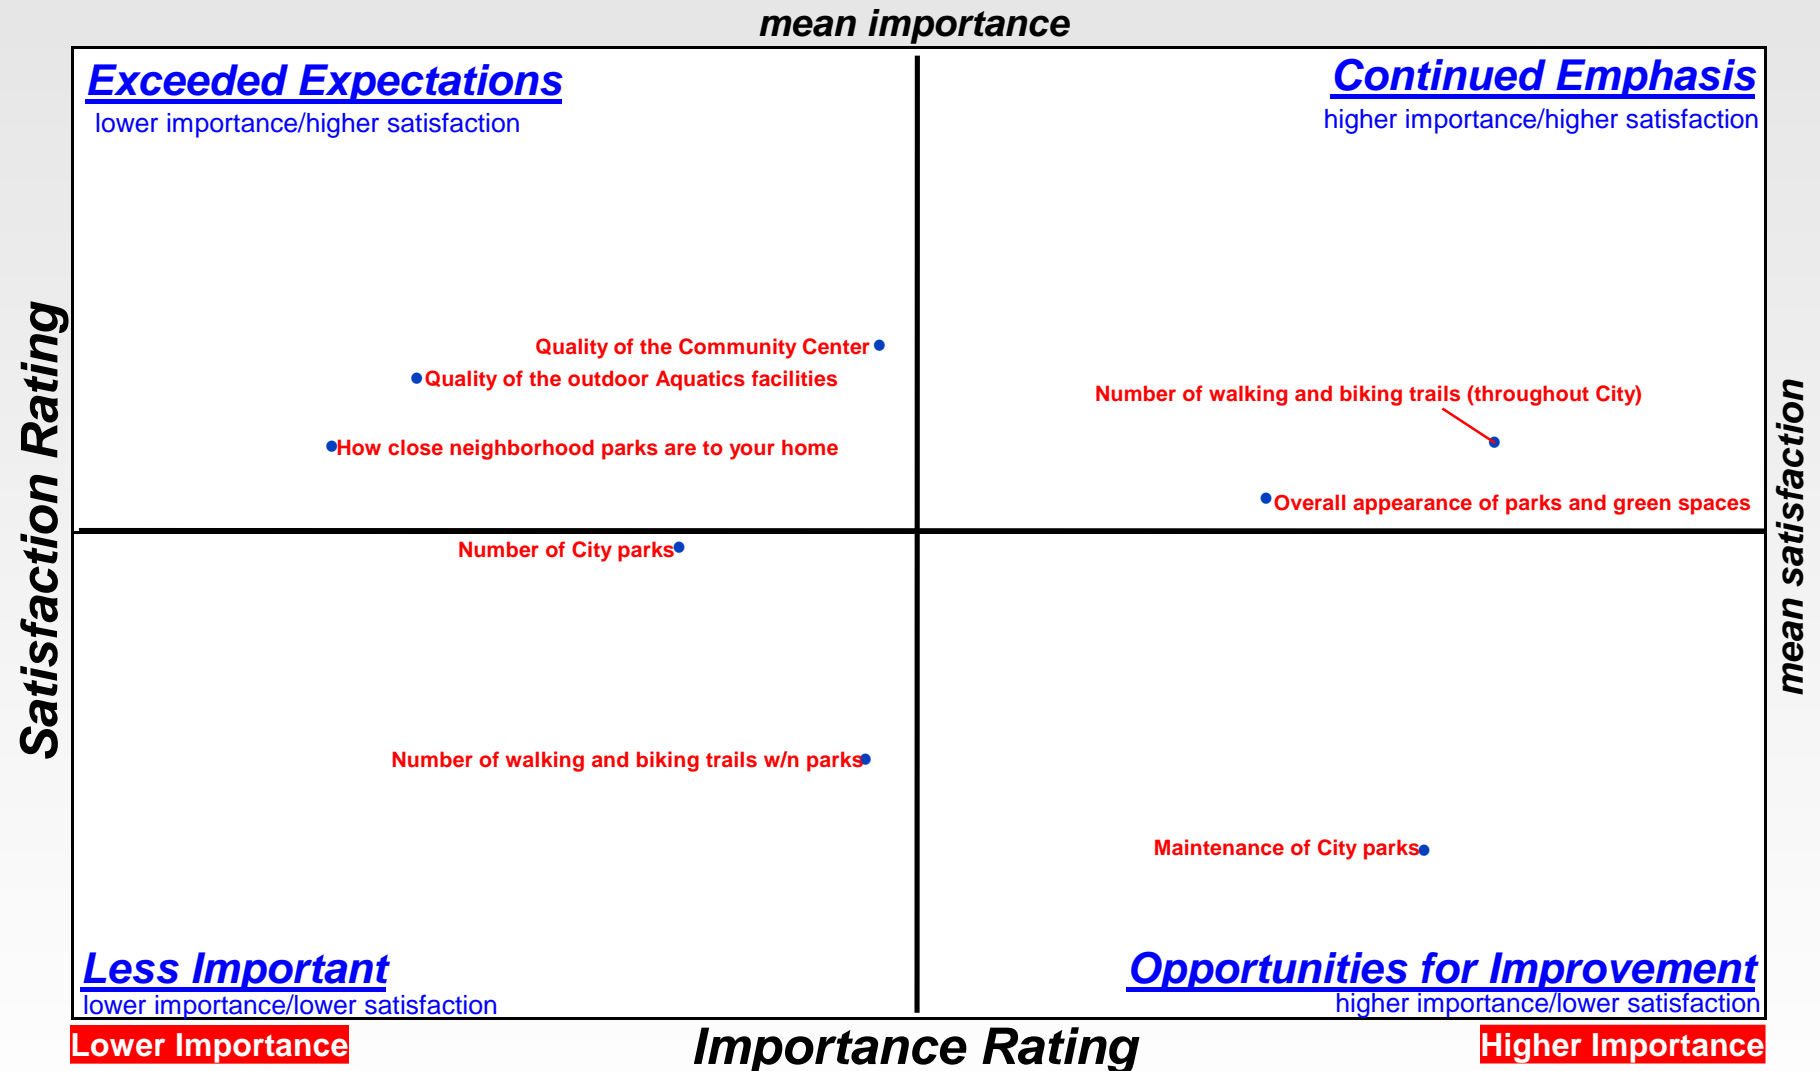 mean importance
Exceeded Expectations
lower importance/higher satisfaction
Continued Emphasis
higher importance/higher satisfaction
Satisfaction Rating
mean satisfaction
Quality of the Community Center
Quality of the outdoor Aquatics facilities
Number of walking and biking trails (throughout City)
How close neighborhood parks are to your home
Overall appearance of parks and green spaces
Number of City parks
Number of walking and biking trails w/n parks
Maintenance of City parks
Less Important
lower importance/lower satisfaction
Opportunities for Improvement
higher importance/lower satisfaction
Lower Importance
Importance Rating
Higher Importance